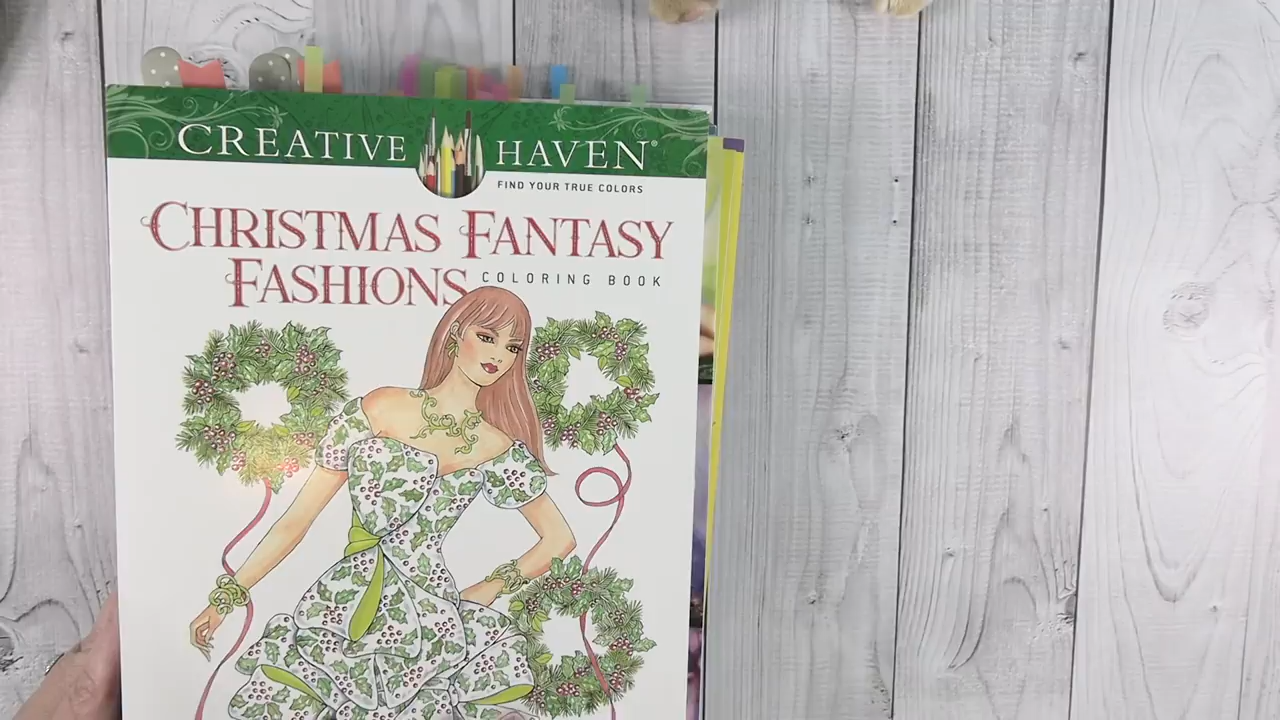 CREATIVE HAVEN®
FIND YOUR TRUE COLORS
CHRISTMAS FANTASY
FASHIONS COLORING BOOK